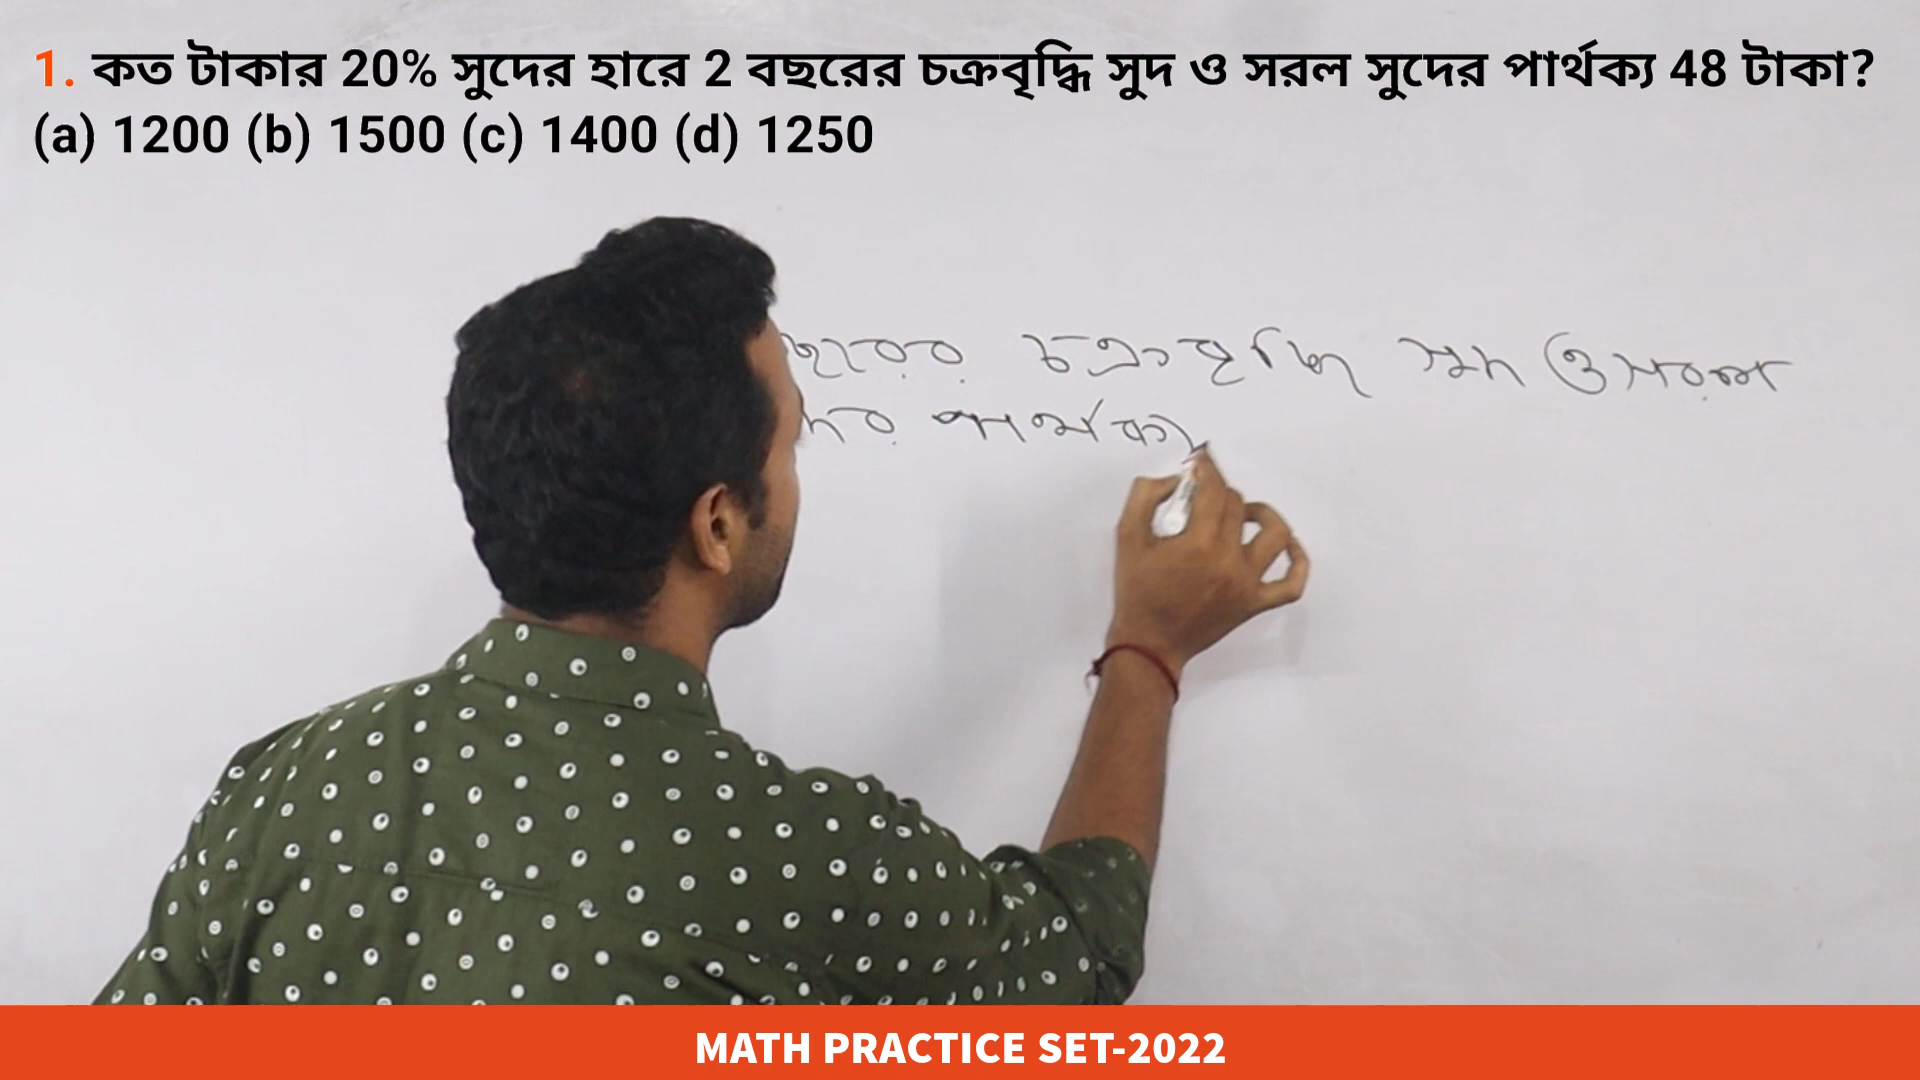 1. কত টাকার 20% সুদের হারে 2 বছরের চক্রবৃদ্ধি সুদ ও সরল সুদের পার্থক্য 48 টাকা?
(a) 1200 (b) 1500 (c) 1400 (d) 1250
ছরের চক্রবৃদ্ধি সুদ ও সরল
দের পার্থক্য
MATH PRACTICE SET-2022